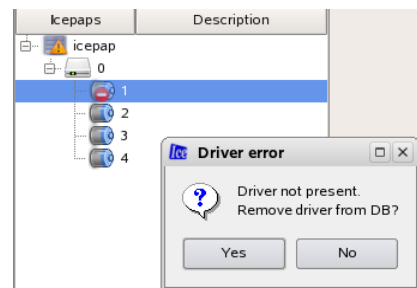 Icepaps Description
icepap
0
1
2
3
4
Ice Driver error
Driver not present.
Remove driver from DB?
Yes No